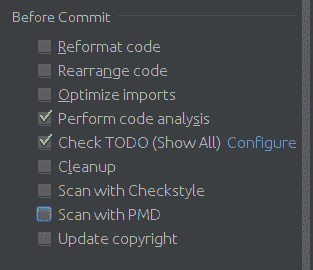 Before Commit
Reformat code
Rearrange code
Optimize imports
Perform code analysis
Check TODO (Show All) Configure
Cleanup
Scan with Checkstyle
Scan with PMD
Update copyright